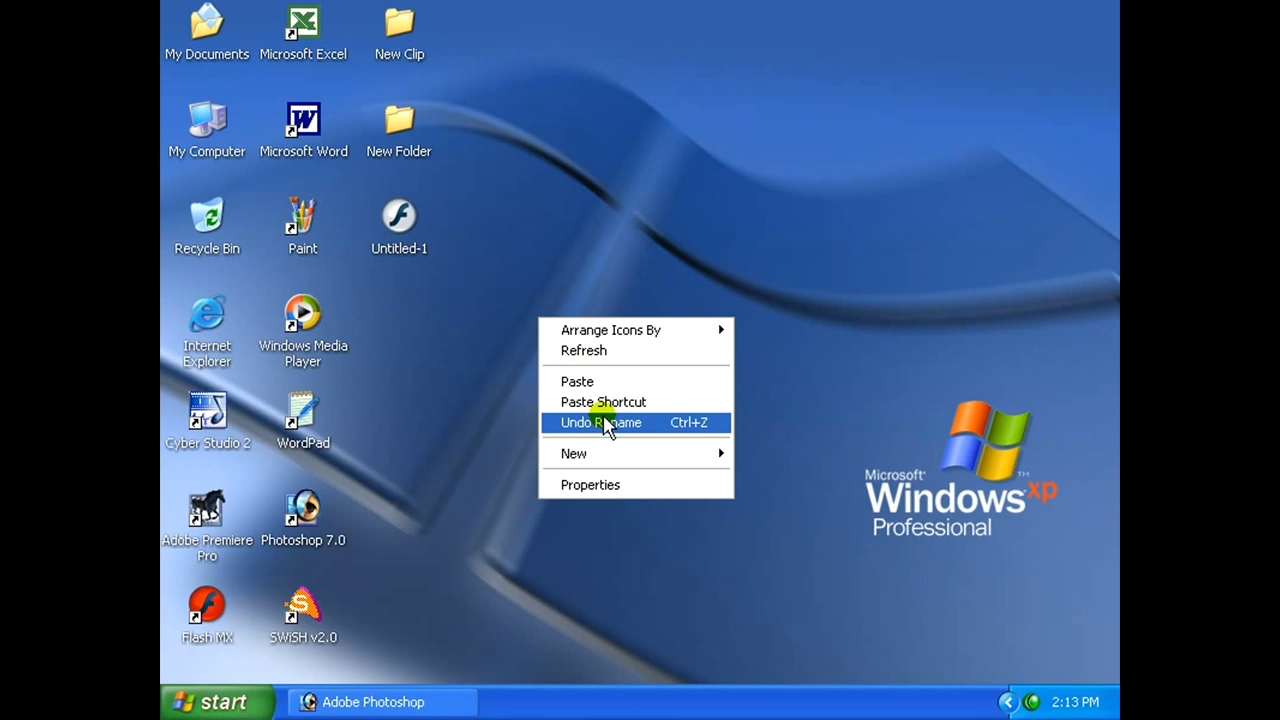 My Documents
Microsoft Excel
New Clip
My Computer
Microsoft Word
New Folder
Recycle Bin
Paint
Untitled-1
Internet
Explorer
Windows Media
Player
Cyber Studio 2
WordPad
Adobe Premiere
Pro
Photoshop 7.0
Flash MX
SWiSH v2.0
Arrange Icons By
Refresh
Paste
Paste Shortcut
Undo Rename Ctrl+Z
New
Properties
Microsoft
Windows xp
TM
Professional
start
Adobe Photoshop
2:13 PM